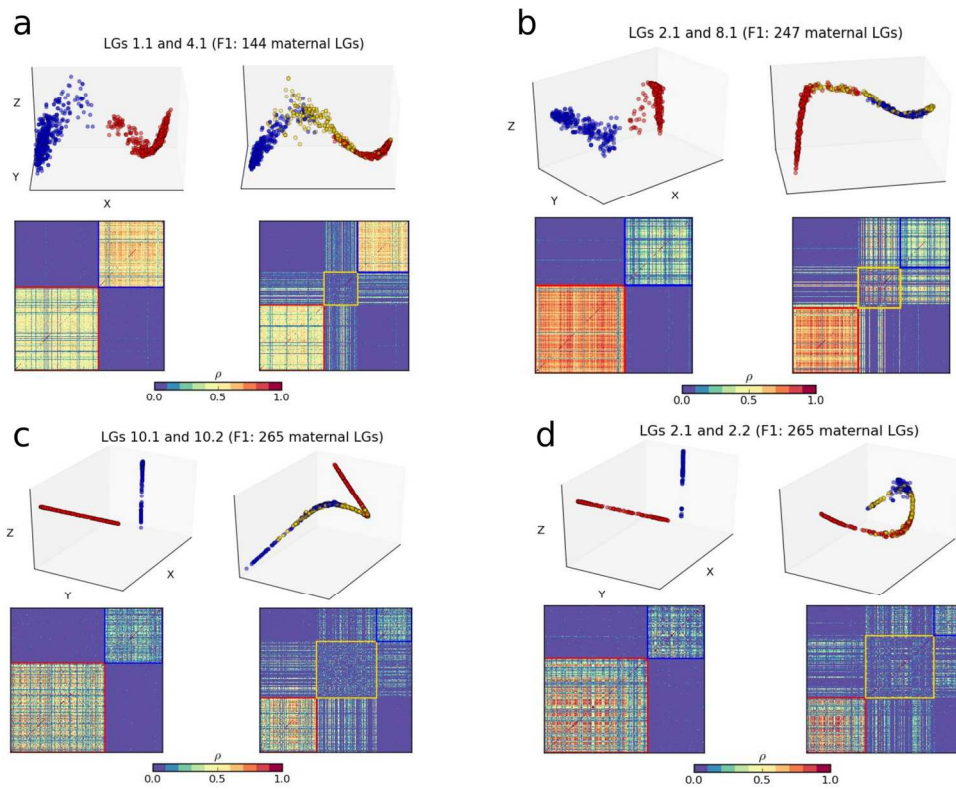 a
LGs 1.1 and 4.1 (F1: 144 maternal LGs)
Z
Y
X
ρ
0.0 0.5 1.0
b
LGs 2.1 and 8.1 (F1: 247 maternal LGs)
Z
Y
X
ρ
0.0 0.5 1.0
c
LGs 10.1 and 10.2 (F1: 265 maternal LGs)
Z
X
Y
ρ
0.0 0.5 1.0
d
LGs 2.1 and 2.2 (F1: 265 maternal LGs)
Z
X
Y
ρ
0.0 0.5 1.0